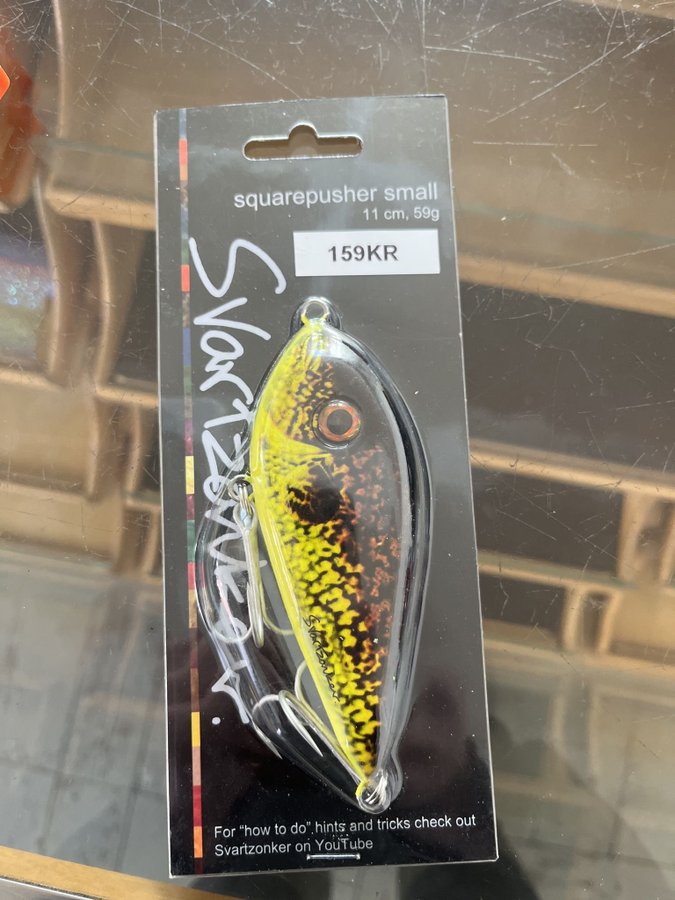 squarepusher small
11 cm, 59g
159KR
Svartzonker
Svartzonker
For "how to do" hints and tricks check out
Svartzonker on YouTube